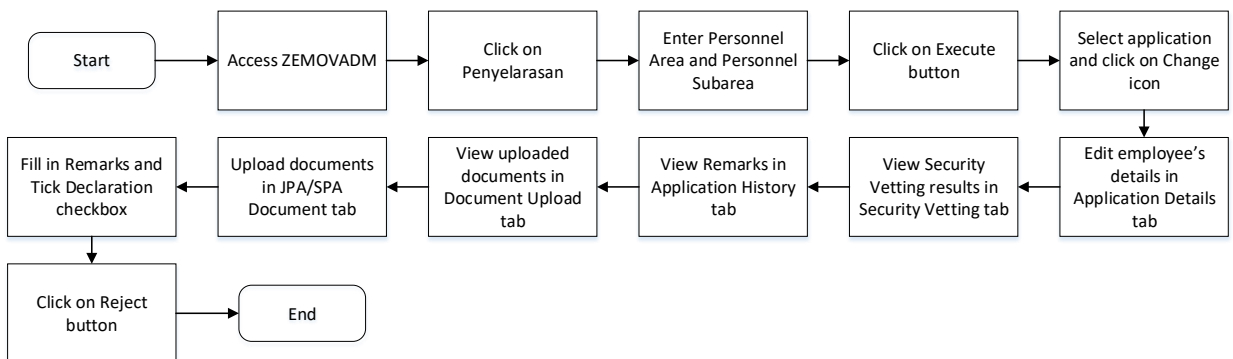 Start
Access ZEMOVADM
Click on
Penyelarasan
Enter Personnel
Area and Personnel
Subarea
Click on Execute
button
Select application
and click on Change
icon
Edit employee's
details in
Application Details
tab
View Security
Vetting results in
Security Vetting tab
View Remarks in
Application History
tab
View uploaded
documents in
Document Upload
tab
Upload documents
in JPA/SPA
Document tab
Fill in Remarks and
Tick Declaration
checkbox
Click on Reject
button
End